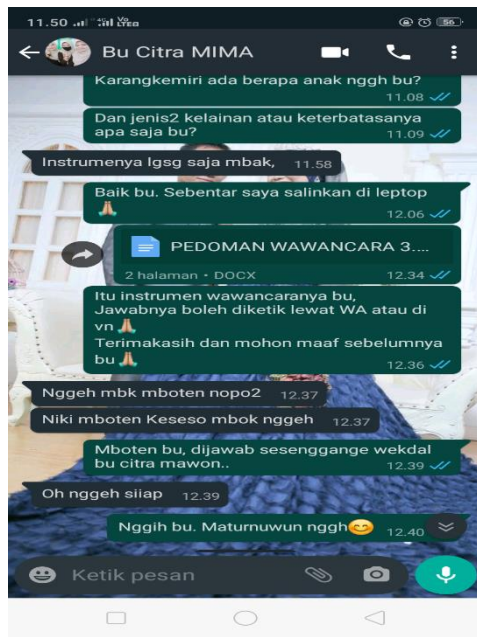 11.50
56
Bu Citra MIMA
Karangkemiri ada berapa anak nggh bu?
11.08
Dan jenis2 kelainan atau keterbatasanya
apa saja bu?
11.09
Instrumenya lgsg saja mbak,
11.58
Baik bu. Sebentar saya salinkan di leptop
12.06
PEDOMAN WAWANCARA 3....
2 halaman • DOCX
12.34
Itu instrumen wawancaranya bu,
Jawabnya boleh diketik lewat WA atau di
vn
Terimakasih dan mohon maaf sebelumnya
bu
12.36
Nggeh mbk mboten nopo2
12.37
Niki mboten Keseso mbok nggeh
12.37
Mboten bu, dijawab sesenggange wekdal
bu citra mawon..
12.39
Oh nggeh siiap
12.39
Nggih bu. Maturnuwun nggh
12.40
Ketik pesan